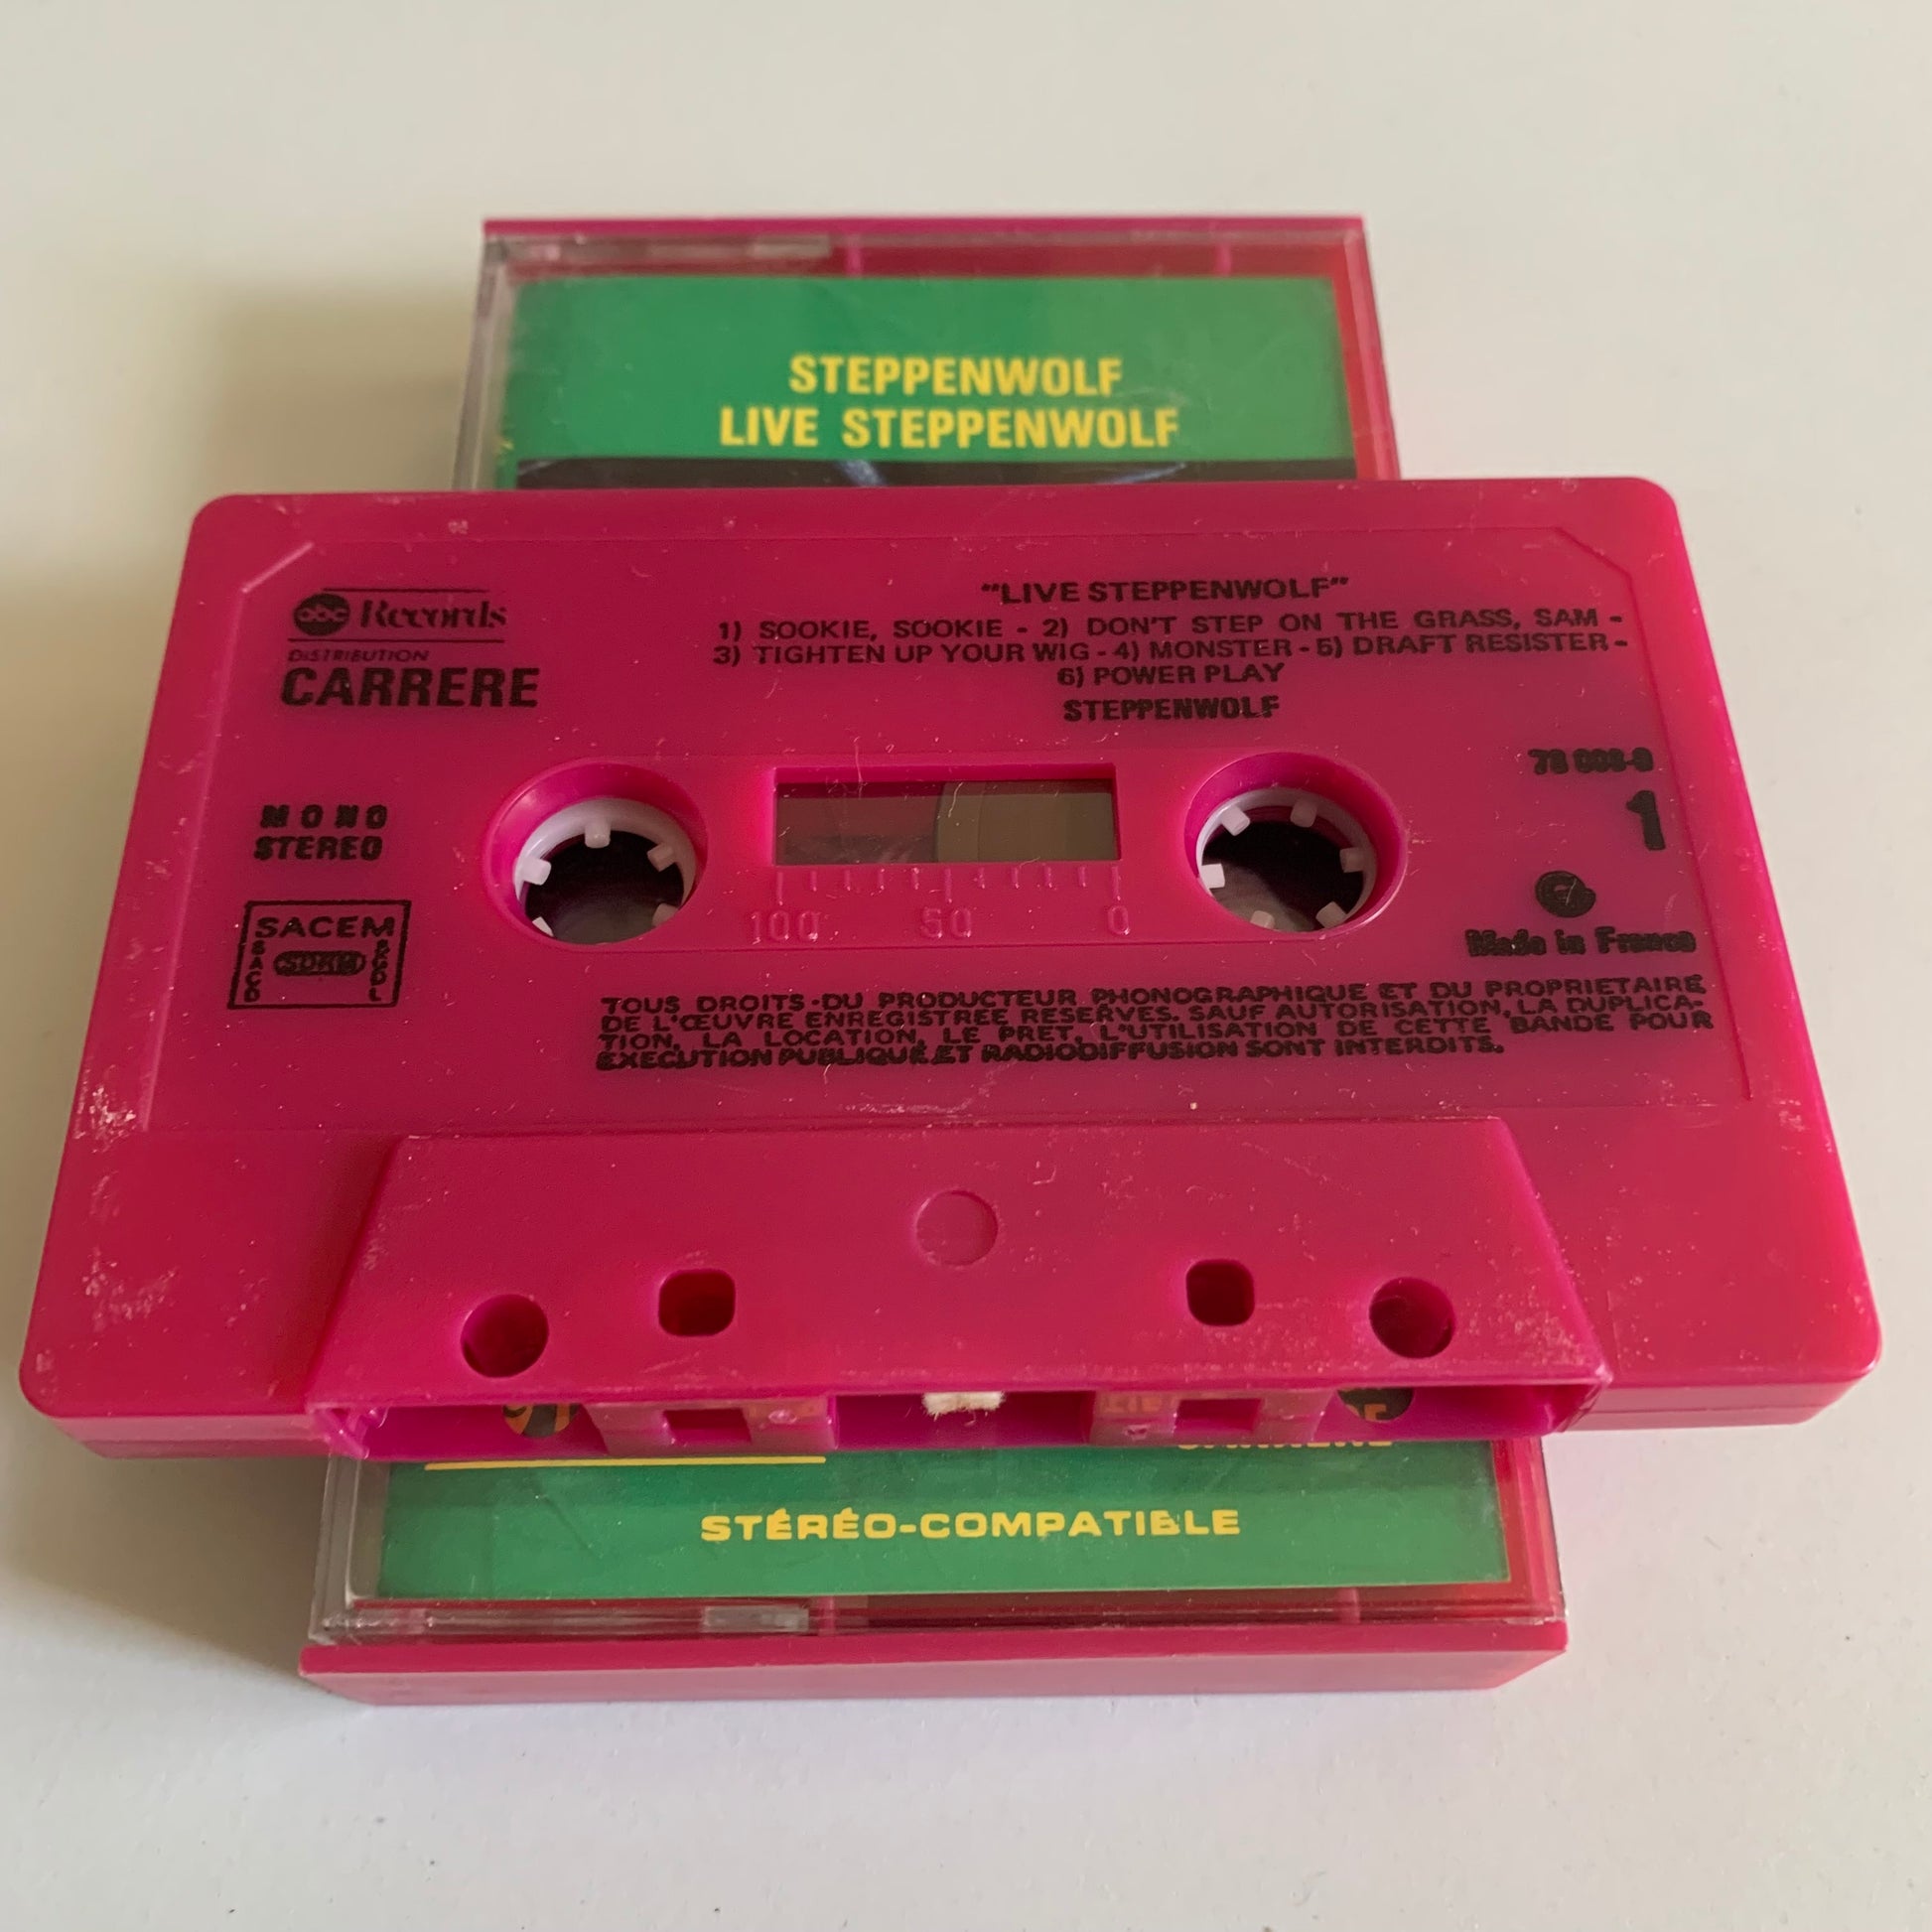 STEPPENWOLF
LIVE STEPPENWOLF
abc Records
DISTRIBUTION
CARRERE
"LIVE STEPPENWOLF"
1) SOOKIE, SOOKIE - 2) DON'T STEP ON THE GRASS, SAM -
3) TIGHTEN UP YOUR WIG - 4) MONSTER - 5) DRAFT RESISTER -
6) POWER PLAY
STEPPENWOLF
MONO
STEREO
1
SACEM
SACD
SDRM
SGDL
100 50 0
Made in France
TOUS DROITS DU PRODUCTEUR PHONOGRAPHIQUE ET DU PROPRIETAIRE
DE L'ŒUVRE ENREGISTREE RESERVES. SAUF AUTORISATION, LA DUPLICA-
TION, LA LOCATION, LE PRET, L'UTILISATION DE CETTE BANDE POUR
EXECUTION PUBLIQUE ET RADIODIFFUSION SONT INTERDITS.
CARRERE
STÉRÉO-COMPATIBLE